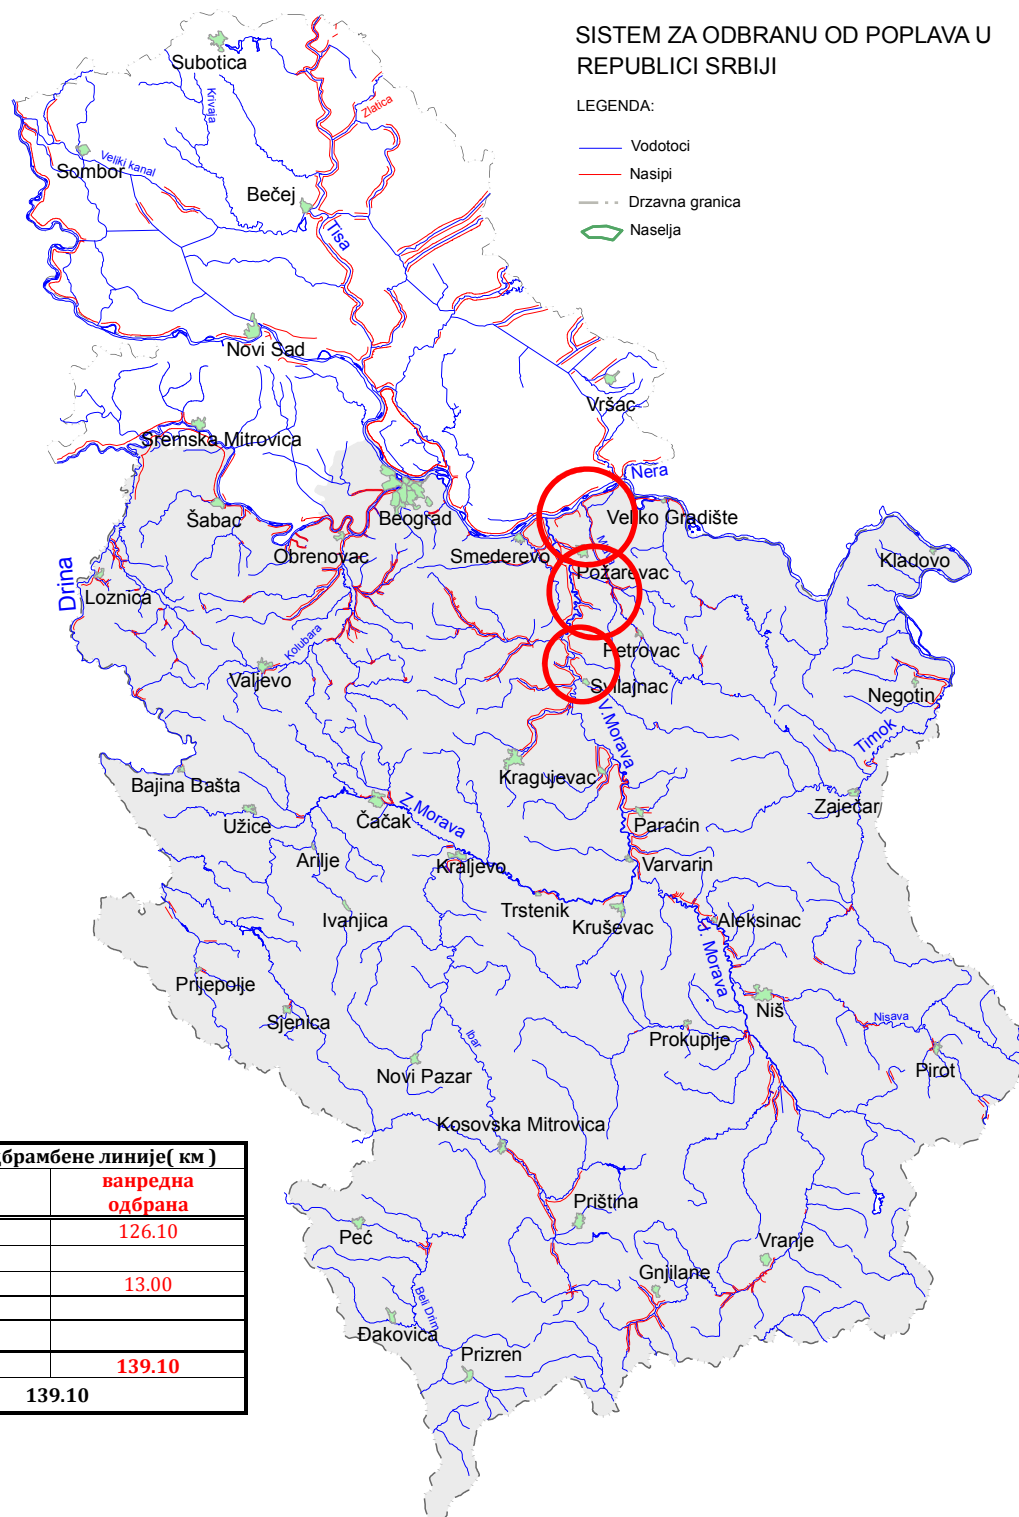 SISTEM ZA ODBRANU OD POPLAVA U
REPUBLICI SRBIJI
LEGENDA:
Vodotoci
Nasipi
Drzavna granica
Naselja
Subotica
Krivaja
Zlatica
Sombor
Veliki kanal
Bečej
Tisa
Novi Sad
Vršac
Sremska Mitrovica
Nera
Šabac
Beograd
Veliko Gradište
Obrenovac
Smederevo
Kladovo
Drina
Loznica
Požarevac
Kolubara
Petrovac
Valjevo
Svilajnac
Negotin
V.Morava
Timok
Bajina Bašta
Kragujevac
Užice
Čačak
Z.Morava
Paraćin
Zaječar
Arilje
Kraljevo
Varvarin
Ivanjica
Trstenik
Kruševac
Aleksinac
J. Morava
Prijepolje
Sjenica
Niš
Ibar
Prokuplje
Nisava
Novi Pazar
Pirot
Kosovska Mitrovica
Priština
Peć
Vranje
Gnjilane
Beli Drim
Đakovica
Prizren
дбрамбене линије( км )
ванредна
одбрана
126.10
13.00
139.10
139.10